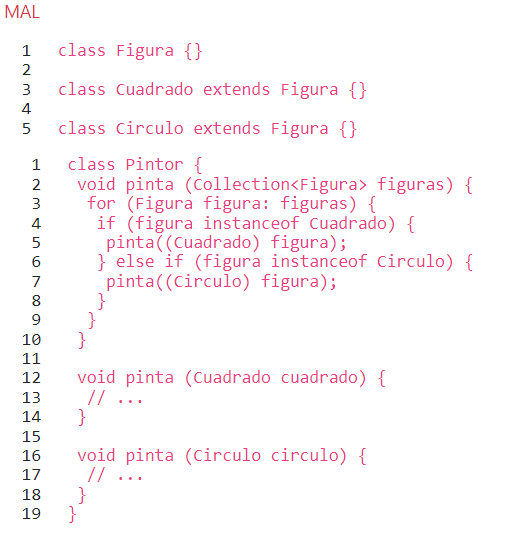 MAL
1 class Figura {}
2
3 class Cuadrado extends Figura {}
4
5 class Circulo extends Figura {}
1 class Pintor {
2 void pinta (Collection<Figura> figuras) {
3 for (Figura figura: figuras) {
4 if (figura instanceof Cuadrado) {
5 pinta((Cuadrado) figura);
6 } else if (figura instanceof Circulo) {
7 pinta((Circulo) figura);
8 }
9 }
10 }
11
12 void pinta (Cuadrado cuadrado) {
13 // ...
14 }
15
16 void pinta (Circulo circulo) {
17 // ...
18 }
19 }